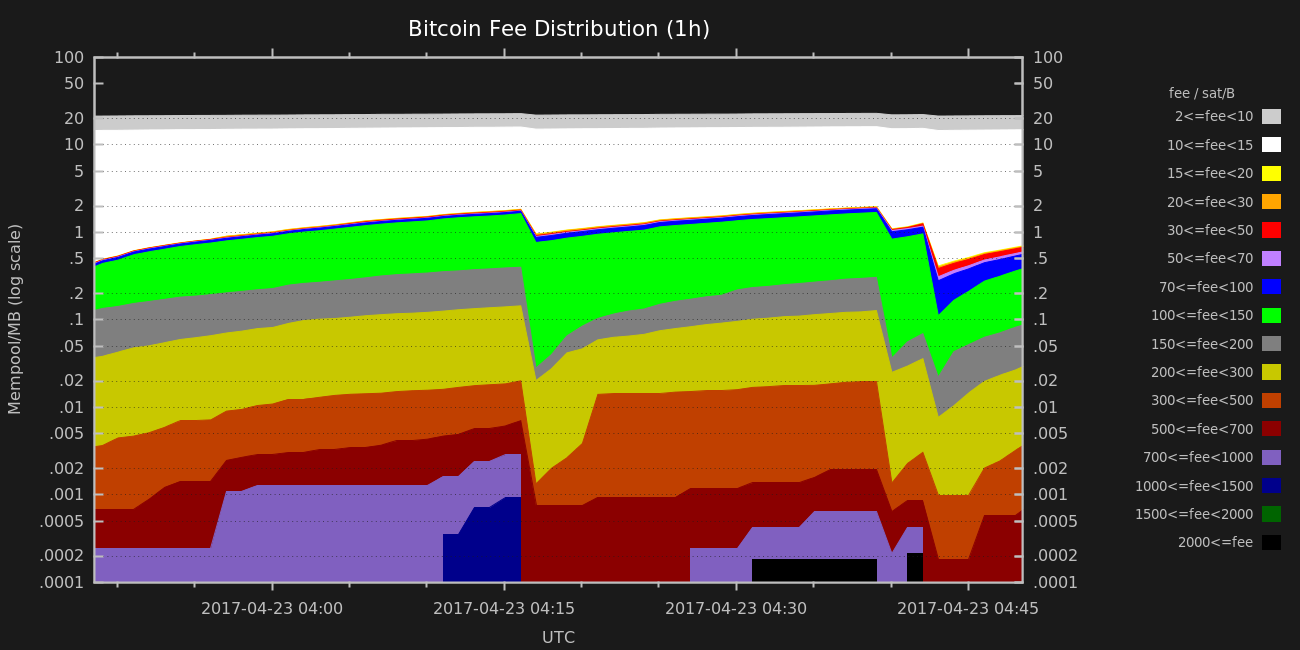 Bitcoin Fee Distribution (1h)
Mempool/MB (log scale)
100
50
20
10
5
2
1
.5
.2
.1
.05
.02
.01
.005
.002
.001
.0005
.0002
.0001
100
50
20
10
5
2
1
.5
.2
.1
.05
.02
.01
.005
.002
.001
.0005
.0002
.0001
2017-04-23 04:00
2017-04-23 04:15
2017-04-23 04:30
2017-04-23 04:45
UTC
fee / sat/B
2<=fee<10
10<=fee<15
15<=fee<20
20<=fee<30
30<=fee<50
50<=fee<70
70<=fee<100
100<=fee<150
150<=fee<200
200<=fee<300
300<=fee<500
500<=fee<700
700<=fee<1000
1000<=fee<1500
1500<=fee<2000
2000<=fee